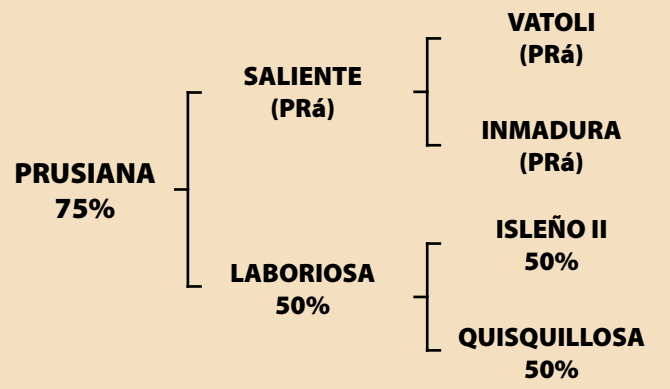 VATOLI
(PRá)
SALIENTE
(PRá)
INMADURA
(PRá)
PRUSIANA
75%
ISLEÑO II
50%
LABORIOSA
50%
QUISQUILLOSA
50%